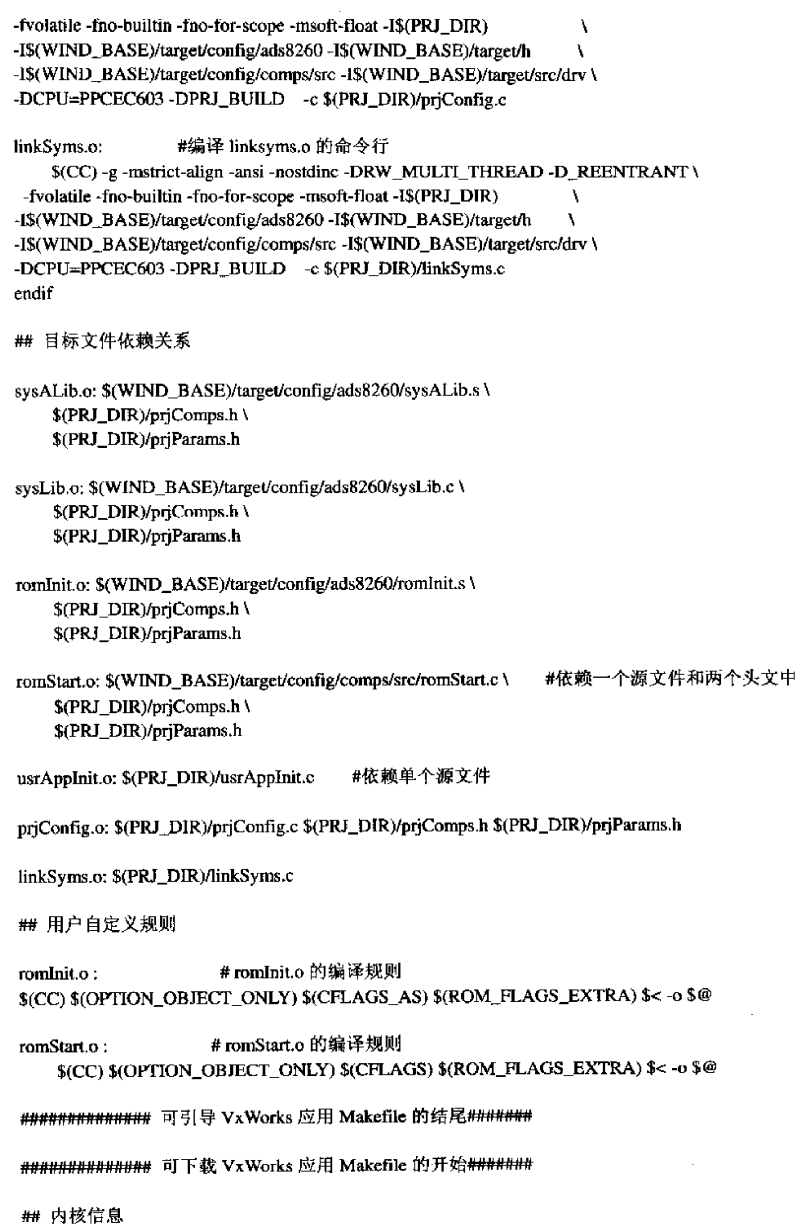 -fvolatile -fno-builtin -fno-for-scope -msoft-float -I$(PRJ_DIR) \
-I$(WIND_BASE)/target/config/ads8260 -I$(WIND_BASE)/target/h \
-I$(WIND_BASE)/target/config/comps/src -I$(WIND_BASE)/target/src/drv \
-DCPU=PPCEC603 -DPRJ_BUILD -c $(PRJ_DIR)/prjConfig.c
linkSyms.o: #编译 linksyms.o 的命令行
$(CC) -g -mstrict-align -ansi -nostdinc -DRW_MULTI_THREAD -D_REENTRANT \
-fvolatile -fno-builtin -fno-for-scope -msoft-float -I$(PRJ_DIR) \
-I$(WIND_BASE)/target/config/ads8260 -I$(WIND_BASE)/target/h \
-I$(WIND_BASE)/target/config/comps/src -I$(WIND_BASE)/target/src/drv \
-DCPU=PPCEC603 -DPRJ_BUILD -c $(PRJ_DIR)/linkSyms.c
endif
## 目标文件依赖关系
sysALib.o: $(WIND_BASE)/target/config/ads8260/sysALib.s \
$(PRJ_DIR)/prjComps.h \
$(PRJ_DIR)/prjParams.h
sysLib.o: $(WIND_BASE)/target/config/ads8260/sysLib.c \
$(PRJ_DIR)/prjComps.h \
$(PRJ_DIR)/prjParams.h
romInit.o: $(WIND_BASE)/target/config/ads8260/romInit.s \
$(PRJ_DIR)/prjComps.h \
$(PRJ_DIR)/prjParams.h
romStart.o: $(WIND_BASE)/target/config/comps/src/romStart.c \ #依赖一个源文件和两个头文中
$(PRJ_DIR)/prjComps.h \
$(PRJ_DIR)/prjParams.h
usrAppInit.o: $(PRJ_DIR)/usrAppInit.c #依赖单个源文件
prjConfig.o: $(PRJ_DIR)/prjConfig.c $(PRJ_DIR)/prjComps.h $(PRJ_DIR)/prjParams.h
linkSyms.o: $(PRJ_DIR)/linkSyms.c
## 用户自定义规则
romInit.o : # romInit.o 的编译规则
$(CC) $(OPTION_OBJECT_ONLY) $(CFLAGS_AS) $(ROM_FLAGS_EXTRA) $< -o $@
romStart.o : # romStart.o 的编译规则
$(CC) $(OPTION_OBJECT_ONLY) $(CFLAGS) $(ROM_FLAGS_EXTRA) $< -o $@
############## 可引导 VxWorks 应用 Makefile 的结尾#######
############## 可下载 VxWorks 应用 Makefile 的开始#######
## 内核信息